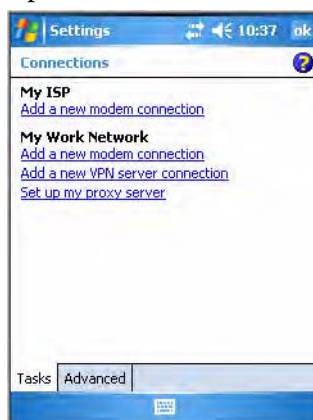 Settings 10:37 ok
Connections
My ISP
Add a new modem connection
My Work Network
Add a new modem connection
Add a new VPN server connection
Set up my proxy server
Tasks Advanced